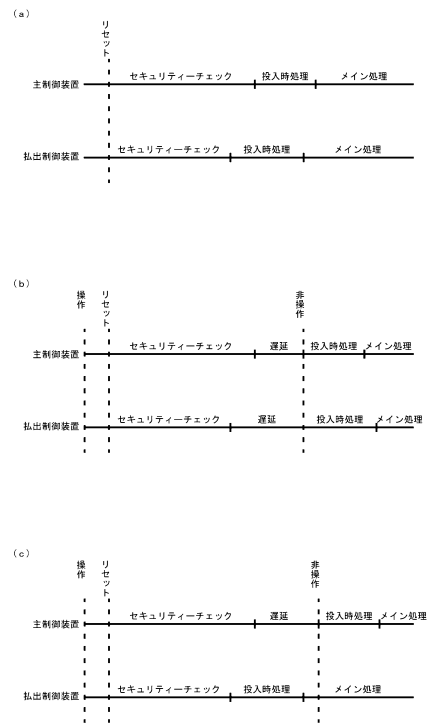 (a)
リセット
セキュリティーチェック 投入時処理 メイン処理
主制御装置
セキュリティーチェック 投入時処理 メイン処理
払出制御装置
(b)
操作 リセット 非操作
セキュリティーチェック 遅延 投入時処理 メイン処理
主制御装置
セキュリティーチェック 遅延 投入時処理 メイン処理
払出制御装置
(c)
操作 リセット 非操作
セキュリティーチェック 遅延 投入時処理 メイン処理
主制御装置
セキュリティーチェック 投入時処理 メイン処理
払出制御装置